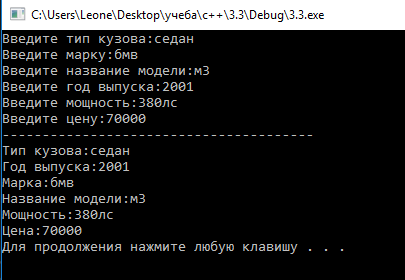 C:\Users\Leone\Desktop\учеба\c++\3.3\Debug\3.3.exe
Введите тип кузова:седан
Введите марку:бмв
Введите название модели:м3
Введите год выпуска:2001
Введите мощность:380лс
Введите цену:70000
---------------------------------------
Тип кузова:седан
Год выпуска:2001
Марка:бмв
Название модели:м3
Мощность:380лс
Цена:70000
Для продолжения нажмите любую клавишу . . .